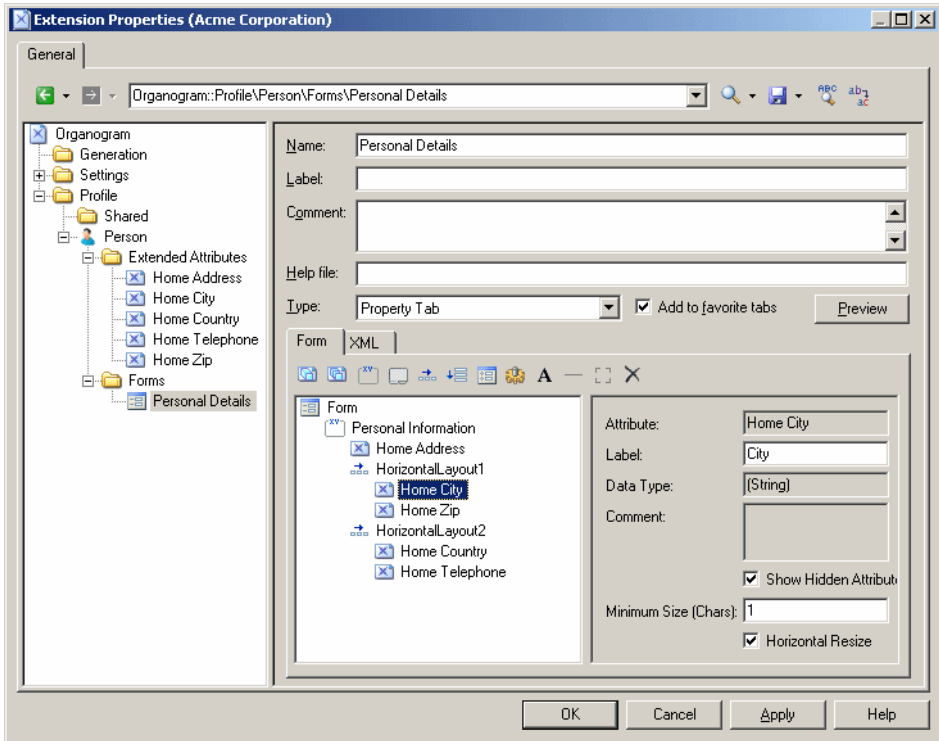 Extension Properties (Acme Corporation)
General
Organogram::Profile\Person\Forms\Personal Details
ABC
ab
ac
Organogram
Generation
Settings
Profile
Shared
Person
Extended Attributes
Home Address
Home City
Home Country
Home Telephone
Home Zip
Forms
Personal Details
Name: Personal Details
Label:
Comment:
Help file:
Type: Property Tab Add to favorite tabs Preview
Form XML
A
Form
Personal Information
Home Address
HorizontalLayout1
Home City
Home Zip
HorizontalLayout2
Home Country
Home Telephone
Attribute: Home City
Label: City
Data Type: (String)
Comment:
Show Hidden Attribut
Minimum Size (Chars): 1
Horizontal Resize
OK Cancel Apply Help